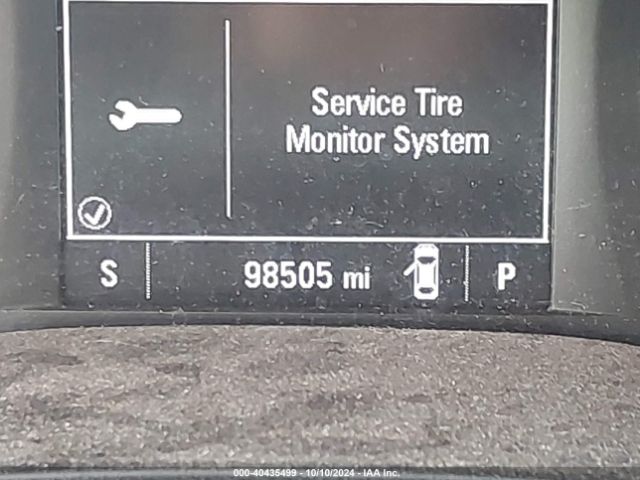 Service Tire
Monitor System
S 98505 mi P
000-40435499 - 10/10/2024 - IAA Inc.